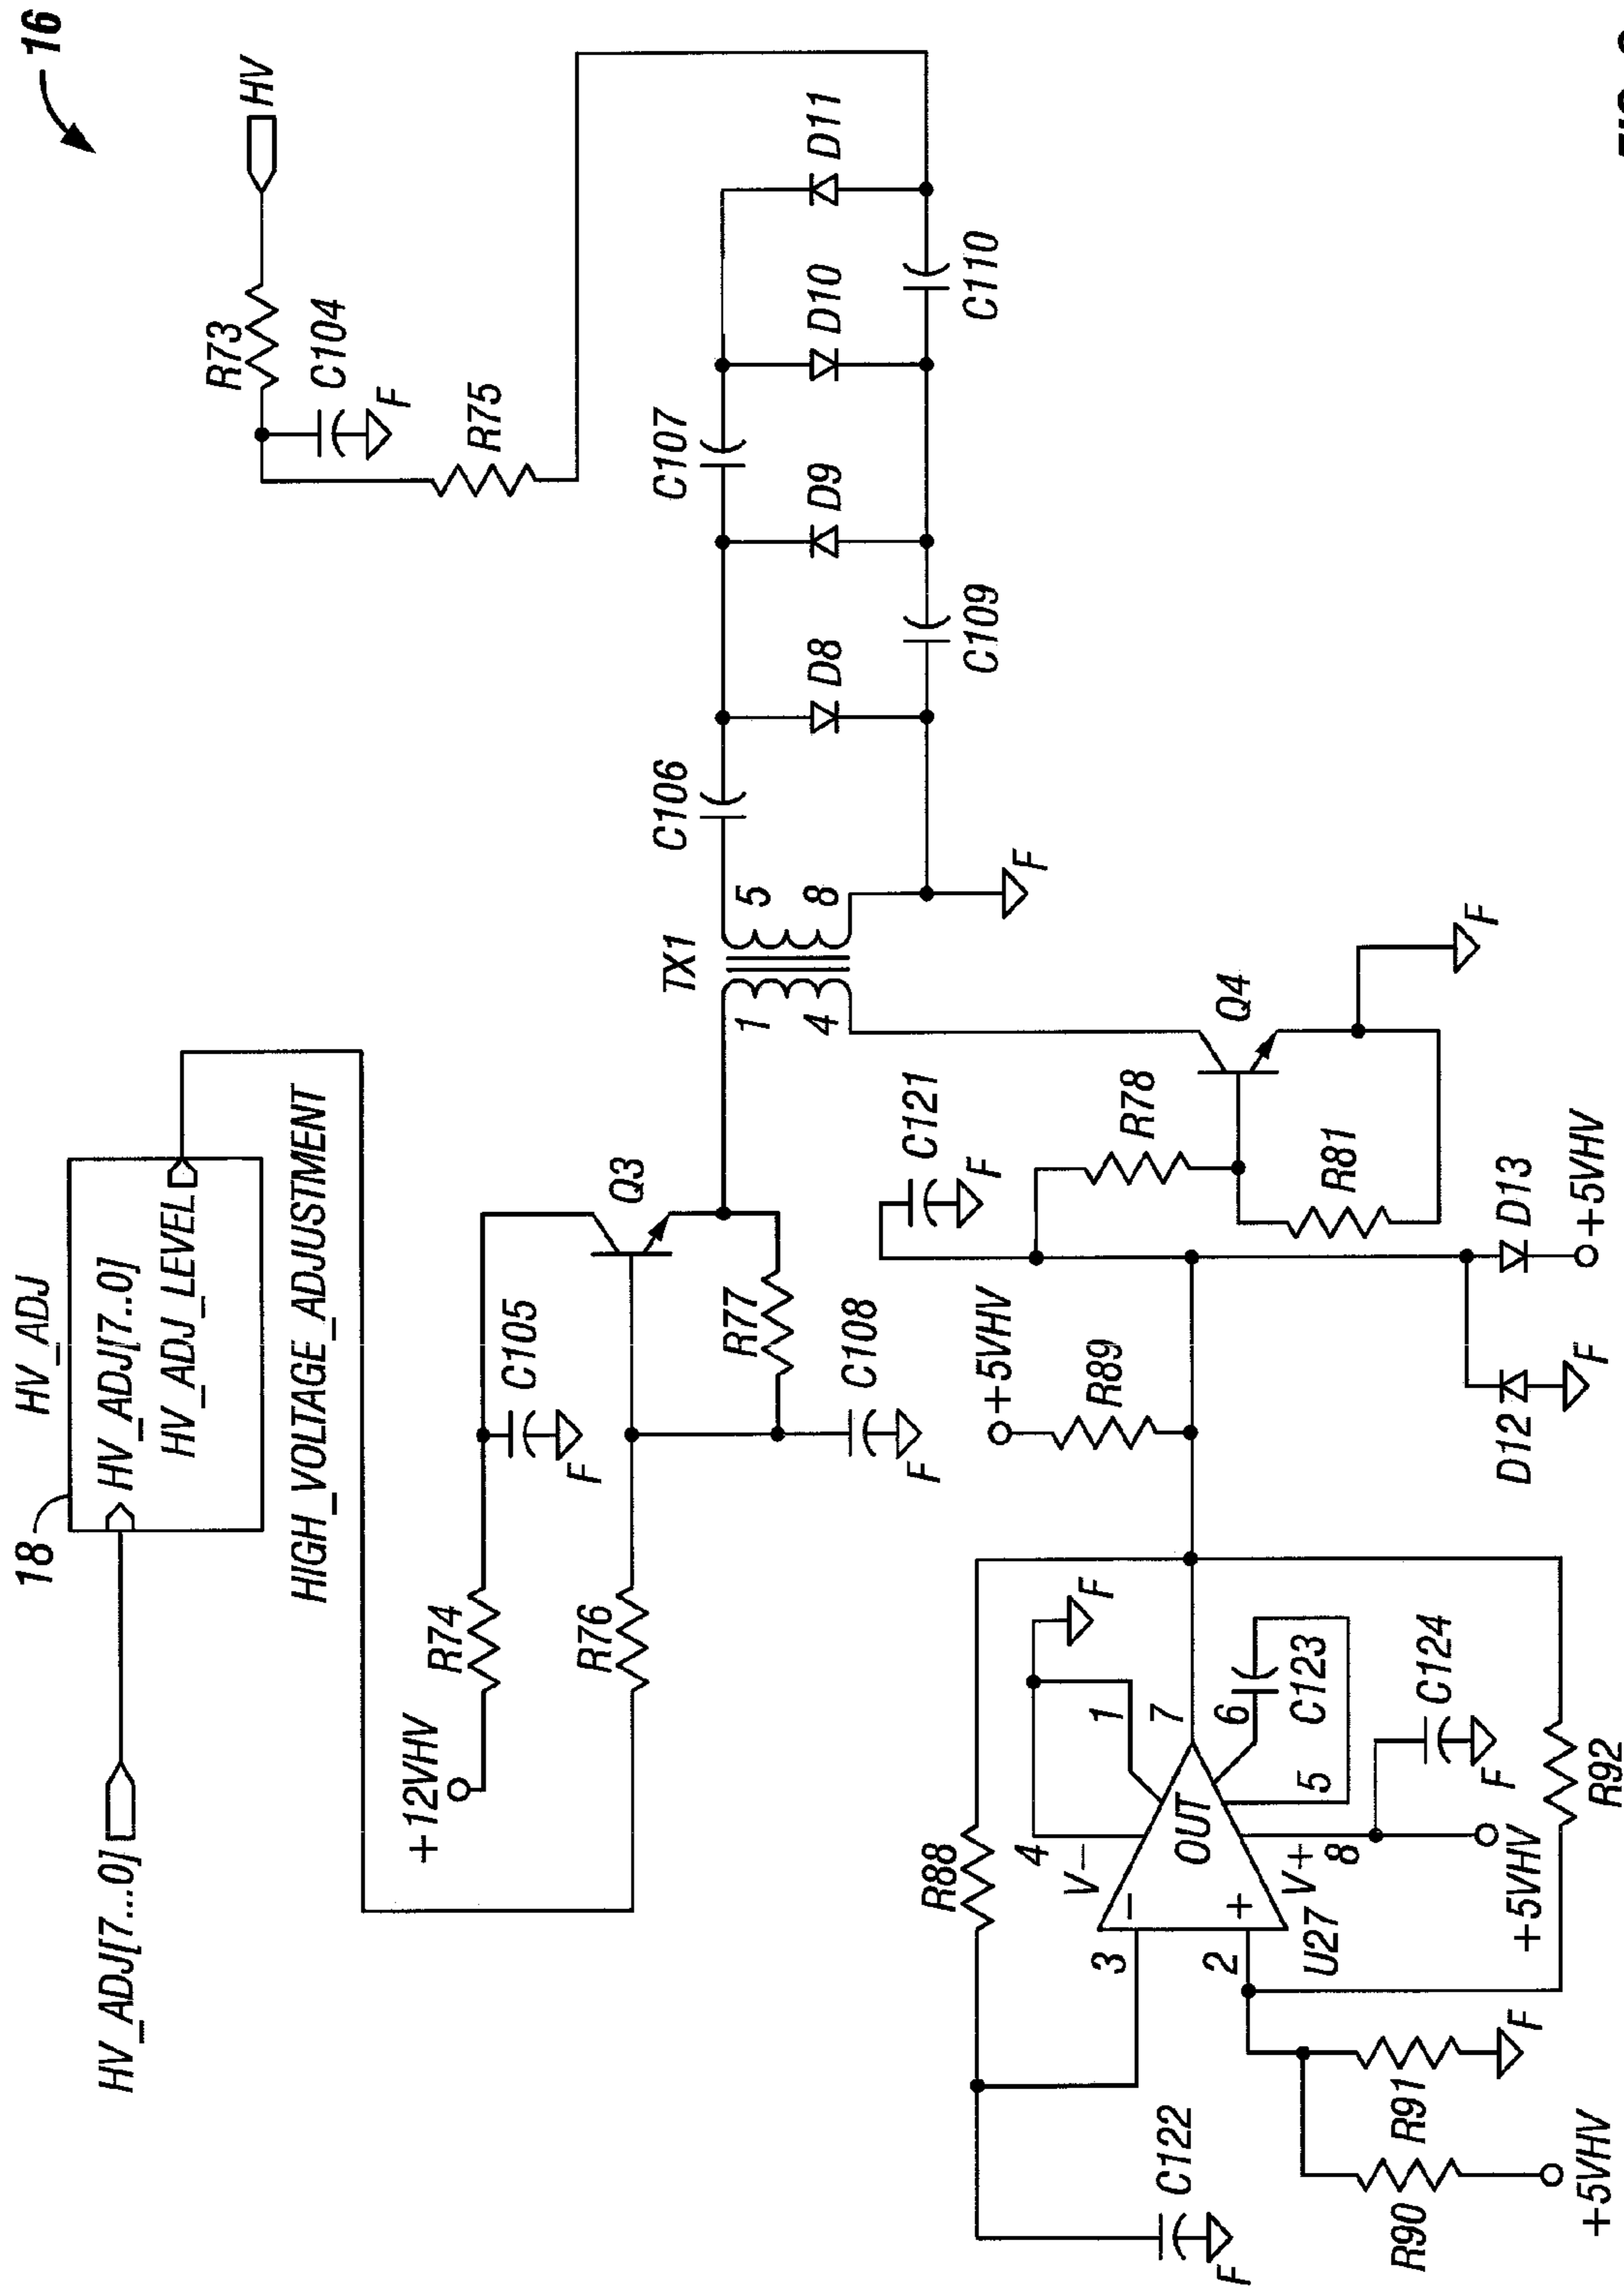 16
HV_ADJ
18
HV_ADJ[7..0]
HV_ADJ_LEVEL
HV_ADJ[7...0]
HIGH_VOLTAGE_ADJUSTMENT
HV
R73
C104
F
R75
+12VHV
R74
C105
F
Q3
R76
R77
C108
F
TX1
1
4
5
8
F
C106
C107
D8
D9
D10
D11
C109
C110
C121
F
R78
Q4
F
R81
+5VHV
R89
D12
F
D13
+5VHV
R88
4
V-
1
F
7
OUT
6
C123
5
3
-
2
+
U27
V+
8
C124
F
+5VHV
R92
C122
F
R90
R91
F
+5VHV